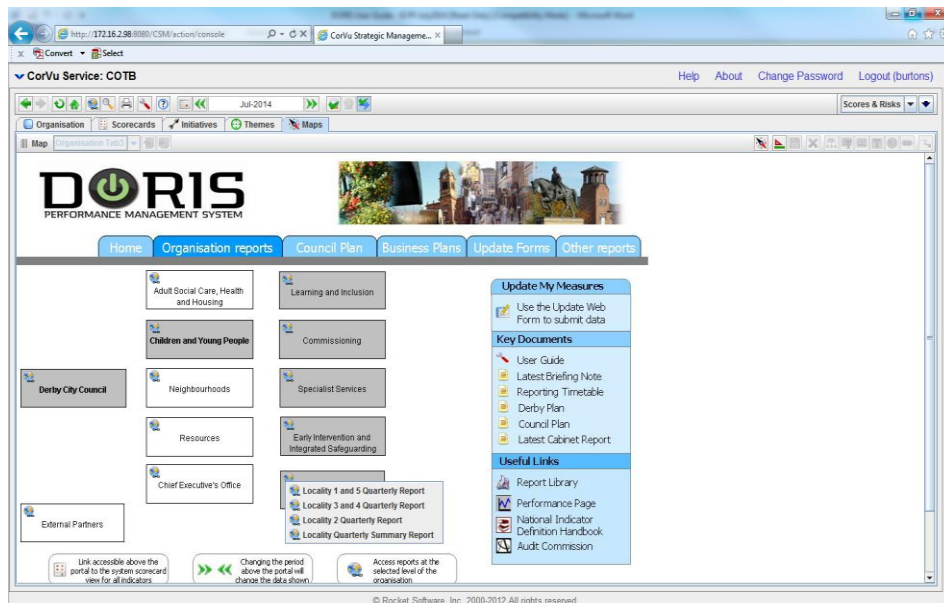 DORIS User Guide - [Compatibility Mode] - Microsoft Word
http://172.16.2.98:8080/CSM/action/console
CorVu Strategic Manageme...
x Convert Select
CorVu Service: COTB
Help About Change Password Logout (burtons)
Jul-2014
Scores & Risks
Organisation Scorecards Initiatives Themes Maps
Map Organisation Tab3
DORIS
PERFORMANCE MANAGEMENT SYSTEM
Home Organisation reports Council Plan Business Plans Update Forms Other reports
Adult Social Care, Health
and Housing
Learning and Inclusion
Children and Young People
Commissioning
Derby City Council
Neighbourhoods
Specialist Services
Resources
Early Intervention and
Integrated Safeguarding
Chief Executive's Office
Locality 1 and 5 Quarterly Report
Locality 3 and 4 Quarterly Report
Locality 2 Quarterly Report
Locality Quarterly Summary Report
External Partners
Link accessible above the
portal to the system scorecard
view for all indicators
Changing the period
above the portal will
change the data shown
Access reports at the
selected level of the
organisation
Update My Measures
Use the Update Web
Form to submit data
Key Documents
User Guide
Latest Briefing Note
Reporting Timetable
Derby Plan
Council Plan
Latest Cabinet Report
Useful Links
Report Library
Performance Page
National Indicator
Definition Handbook
Audit Commission
© Rocket Software, Inc. 2000-2012 All rights reserved